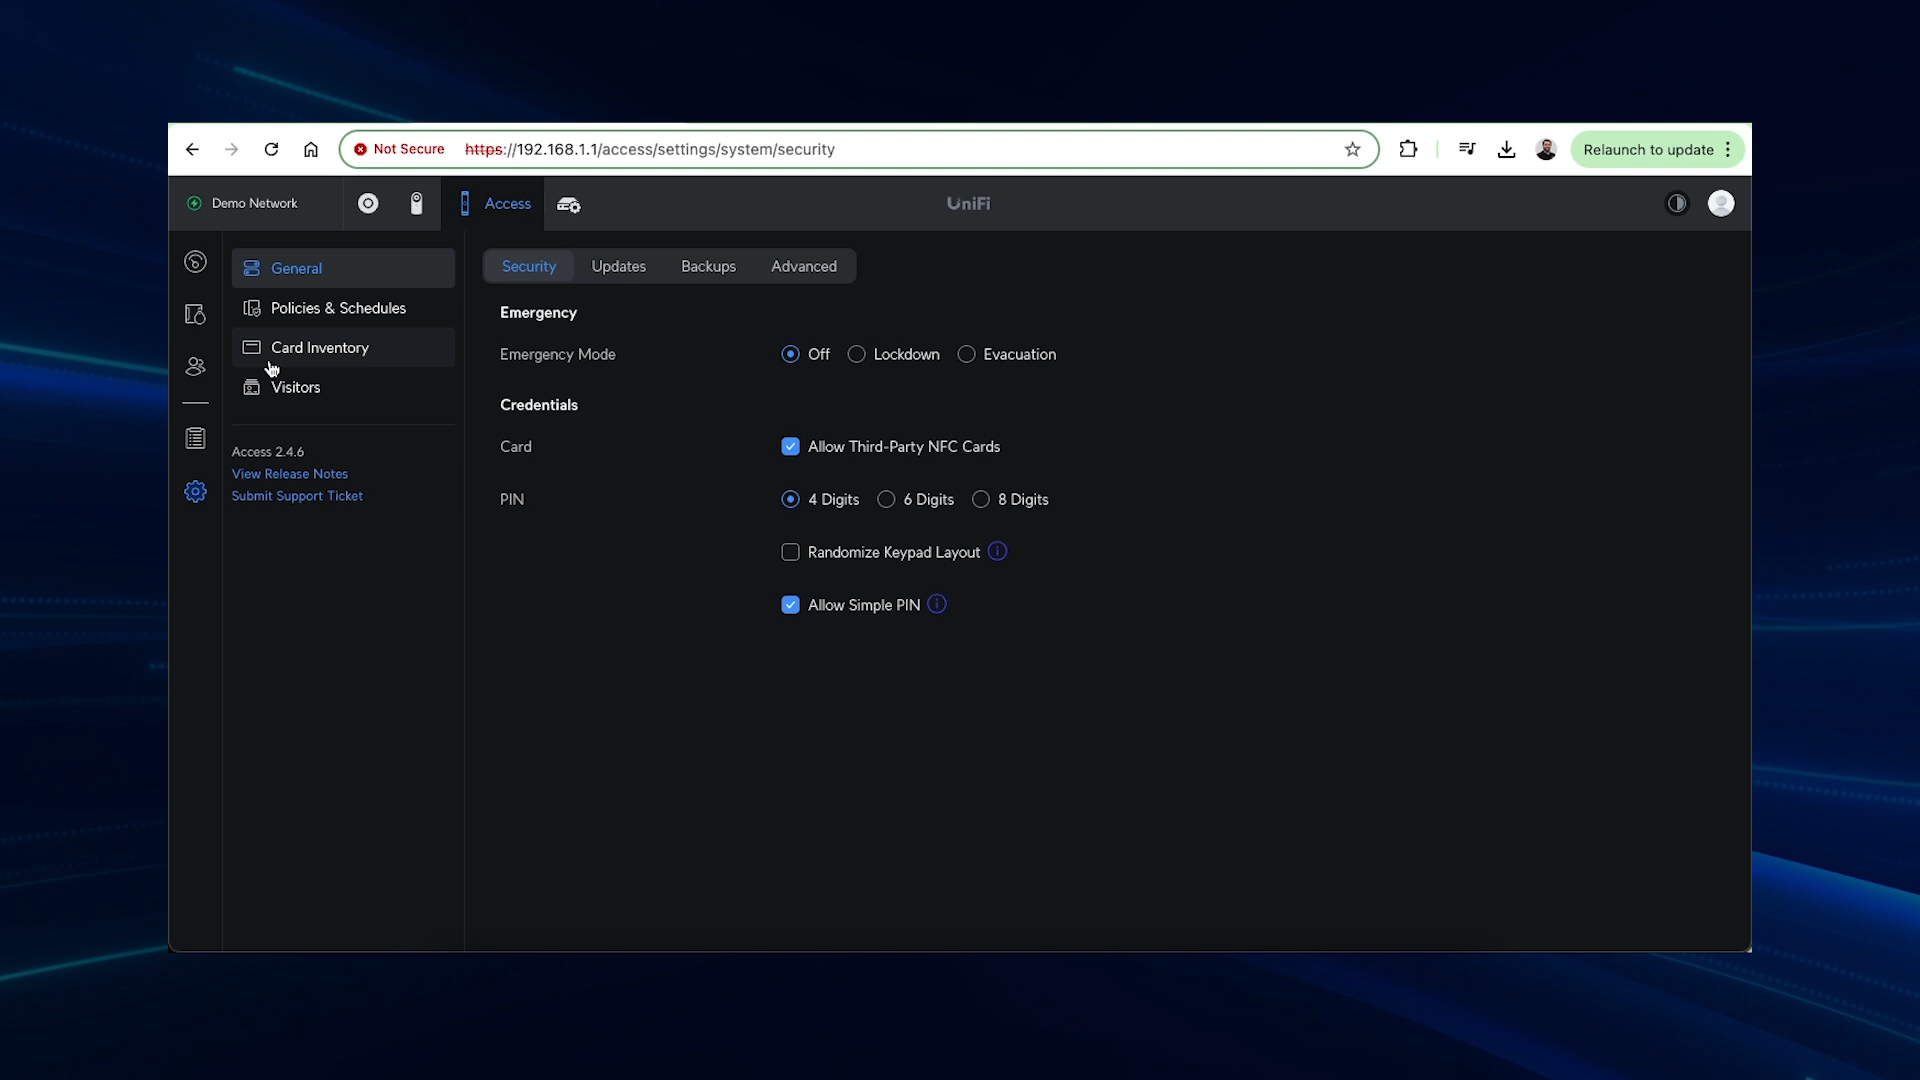 Not Secure https://192.168.1.1/access/settings/system/security Relaunch to update
Demo Network Access UniFi
General
Policies & Schedules
Card Inventory
Visitors
Access 2.4.6
View Release Notes
Submit Support Ticket
Security Updates Backups Advanced
Emergency
Emergency Mode Off Lockdown Evacuation
Credentials
Card Allow Third-Party NFC Cards
PIN 4 Digits 6 Digits 8 Digits
Randomize Keypad Layout
Allow Simple PIN